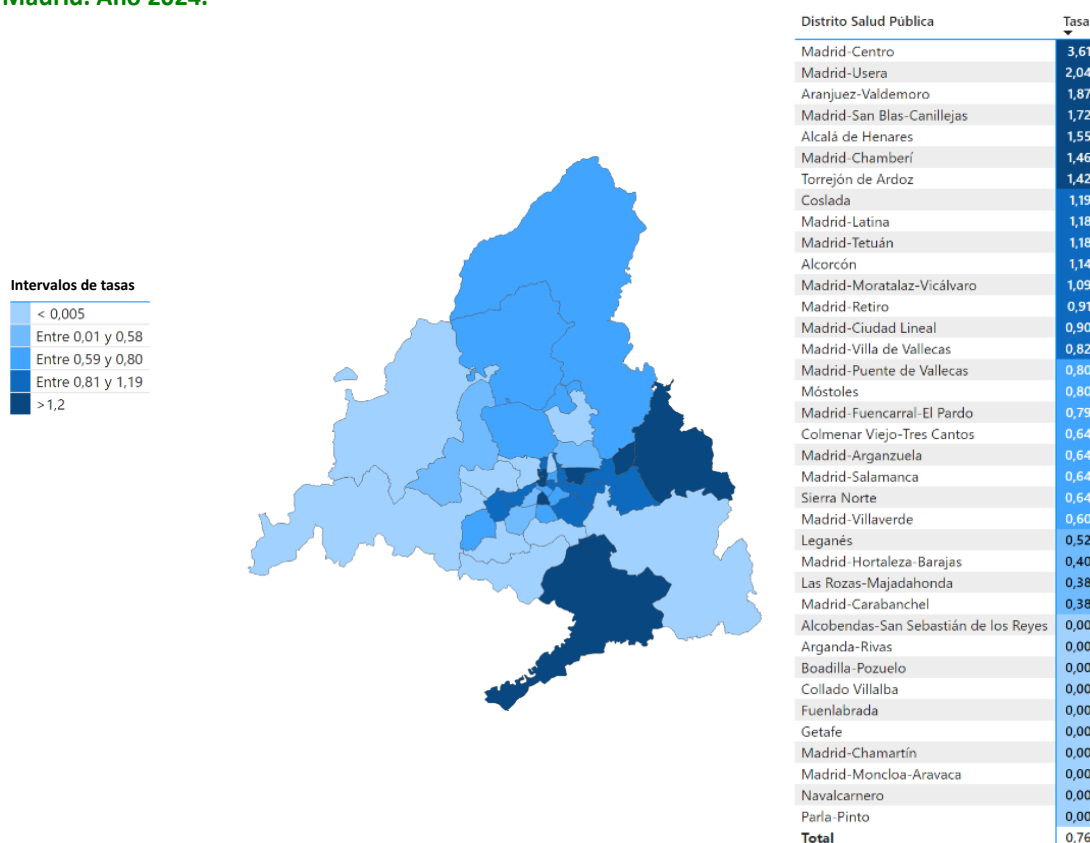 Madrid. Año 2024.
Intervalos de tasas
< 0,005
Entre 0,01 y 0,58
Entre 0,59 y 0,80
Entre 0,81 y 1,19
>1,2
Distrito Salud Pública Tasa
Madrid-Centro 3,61
Madrid-Usera 2,04
Aranjuez-Valdemoro 1,87
Madrid-San Blas-Canillejas 1,72
Alcalá de Henares 1,55
Madrid-Chamberí 1,46
Torrejón de Ardoz 1,42
Coslada 1,19
Madrid-Latina 1,18
Madrid-Tetuán 1,18
Alcorcón 1,14
Madrid-Moratalaz-Vicálvaro 1,09
Madrid-Retiro 0,91
Madrid-Ciudad Lineal 0,90
Madrid-Villa de Vallecas 0,82
Madrid-Puente de Vallecas 0,80
Móstoles 0,80
Madrid-Fuencarral-El Pardo 0,79
Colmenar Viejo-Tres Cantos 0,64
Madrid-Arganzuela 0,64
Madrid-Salamanca 0,64
Sierra Norte 0,64
Madrid-Villaverde 0,60
Leganés 0,52
Madrid-Hortaleza-Barajas 0,40
Las Rozas-Majadahonda 0,38
Madrid-Carabanchel 0,38
Alcobendas-San Sebastián de los Reyes 0,00
Arganda-Rivas 0,00
Boadilla-Pozuelo 0,00
Collado Villalba 0,00
Fuenlabrada 0,00
Getafe 0,00
Madrid-Chamartín 0,00
Madrid-Moncloa-Aravaca 0,00
Navalcarnero 0,00
Parla-Pinto 0,00
Total 0,76